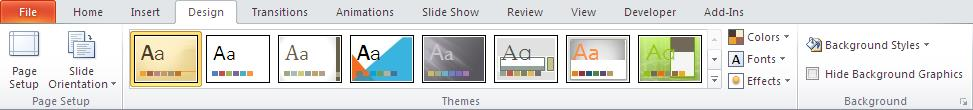 File Home Insert Design Transitions Animations Slide Show Review View Developer Add-Ins
Page Setup
Slide Orientation
Page Setup
Aa Aa Aa Aa Aa Aa Aa Aa
Themes
Colors
A Fonts
Effects
Background Styles
Hide Background Graphics
Background